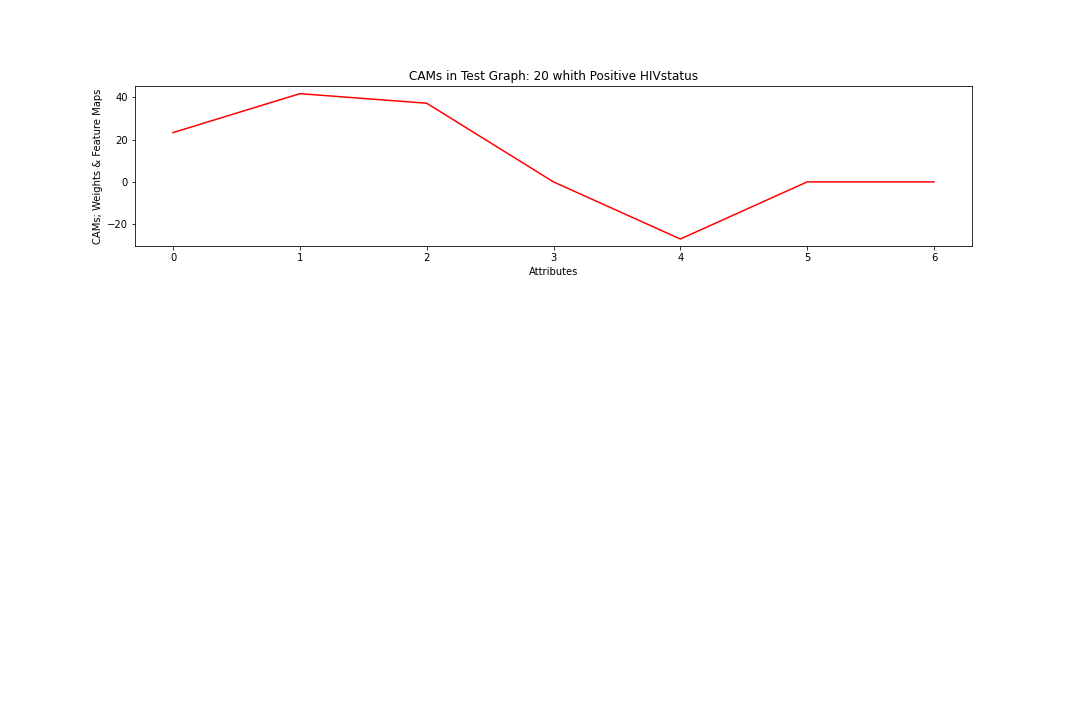 CAMs in Test Graph: 20 whith Positive HIVstatus
CAMs; Weights & Feature Maps
40
20
0
−20
0 1 2 3 4 5 6
Attributes